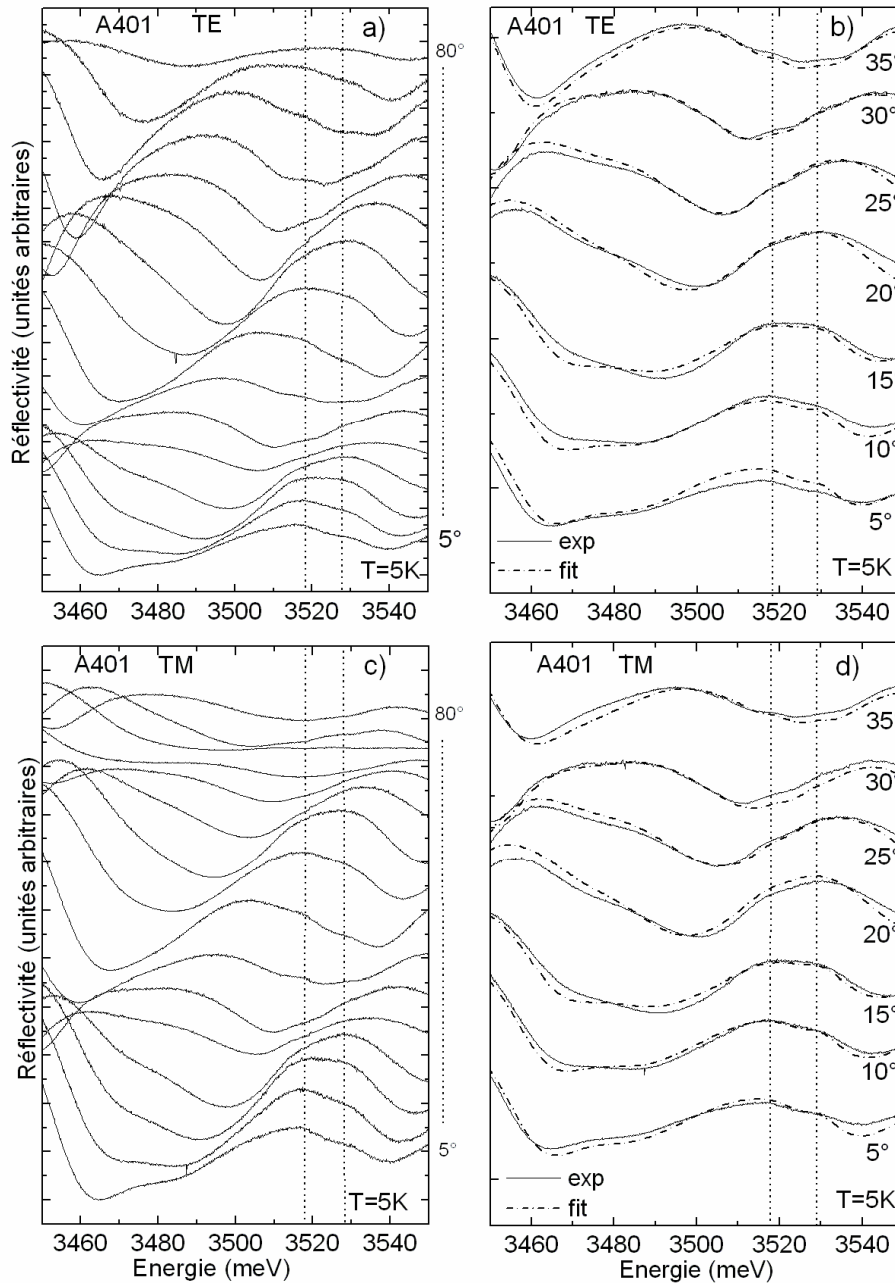 A401 TE a)
80°
5°
T=5K
3460 3480 3500 3520 3540
Réflectivité (unités arbitraires)
A401 TE b)
35°
30°
25°
20°
15
10°
5°
exp
fit
T=5K
3460 3480 3500 3520 3540
A401 TM c)
80°
5°
T=5K
3460 3480 3500 3520 3540
Energie (meV)
Réflectivité (unités arbitraires)
A401 TM d)
35
30°
25°
20°
15°
10°
5°
exp
fit
T=5K
3460 3480 3500 3520 3540
Energie (meV)